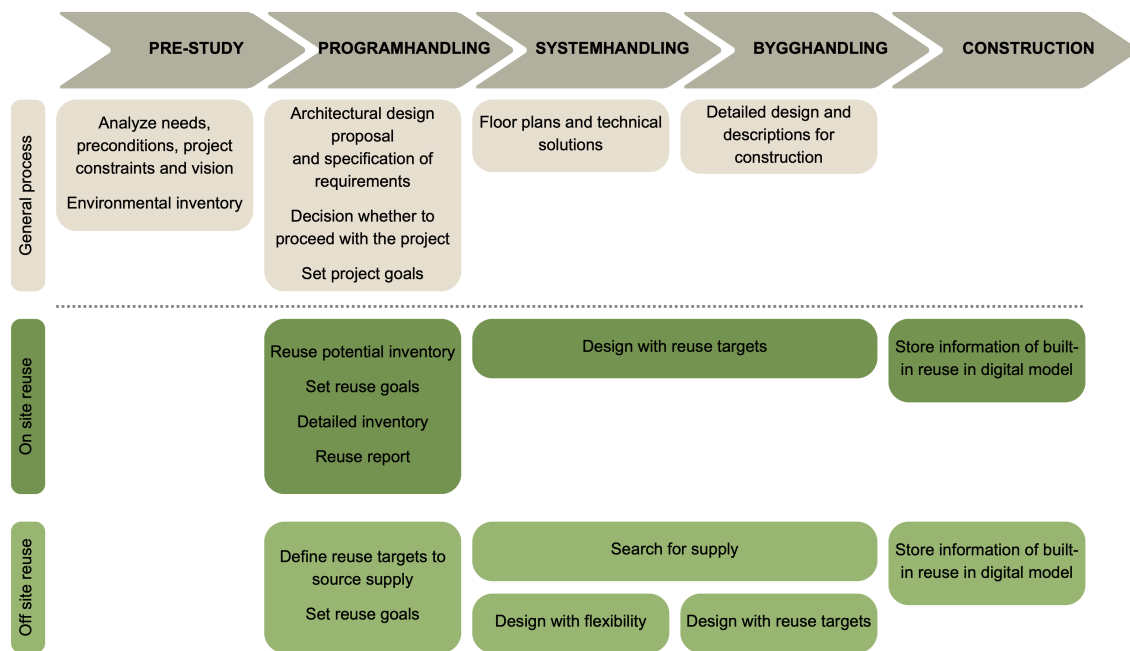 PRE-STUDY
PROGRAMHANDLING
SYSTEMHANDLING
BYGGHANDLING
CONSTRUCTION
General process
Analyze needs,
preconditions, project
constraints and vision
Environmental inventory
Architectural design
proposal
and specification of
requirements
Decision whether to
proceed with the project
Set project goals
Floor plans and technical
solutions
Detailed design and
descriptions for
construction
On site reuse
Reuse potential inventory
Set reuse goals
Detailed inventory
Reuse report
Design with reuse targets
Store information of built-
in reuse in digital model
Off site reuse
Define reuse targets to
source supply
Set reuse goals
Search for supply
Design with flexibility
Design with reuse targets
Store information of built-
in reuse in digital model